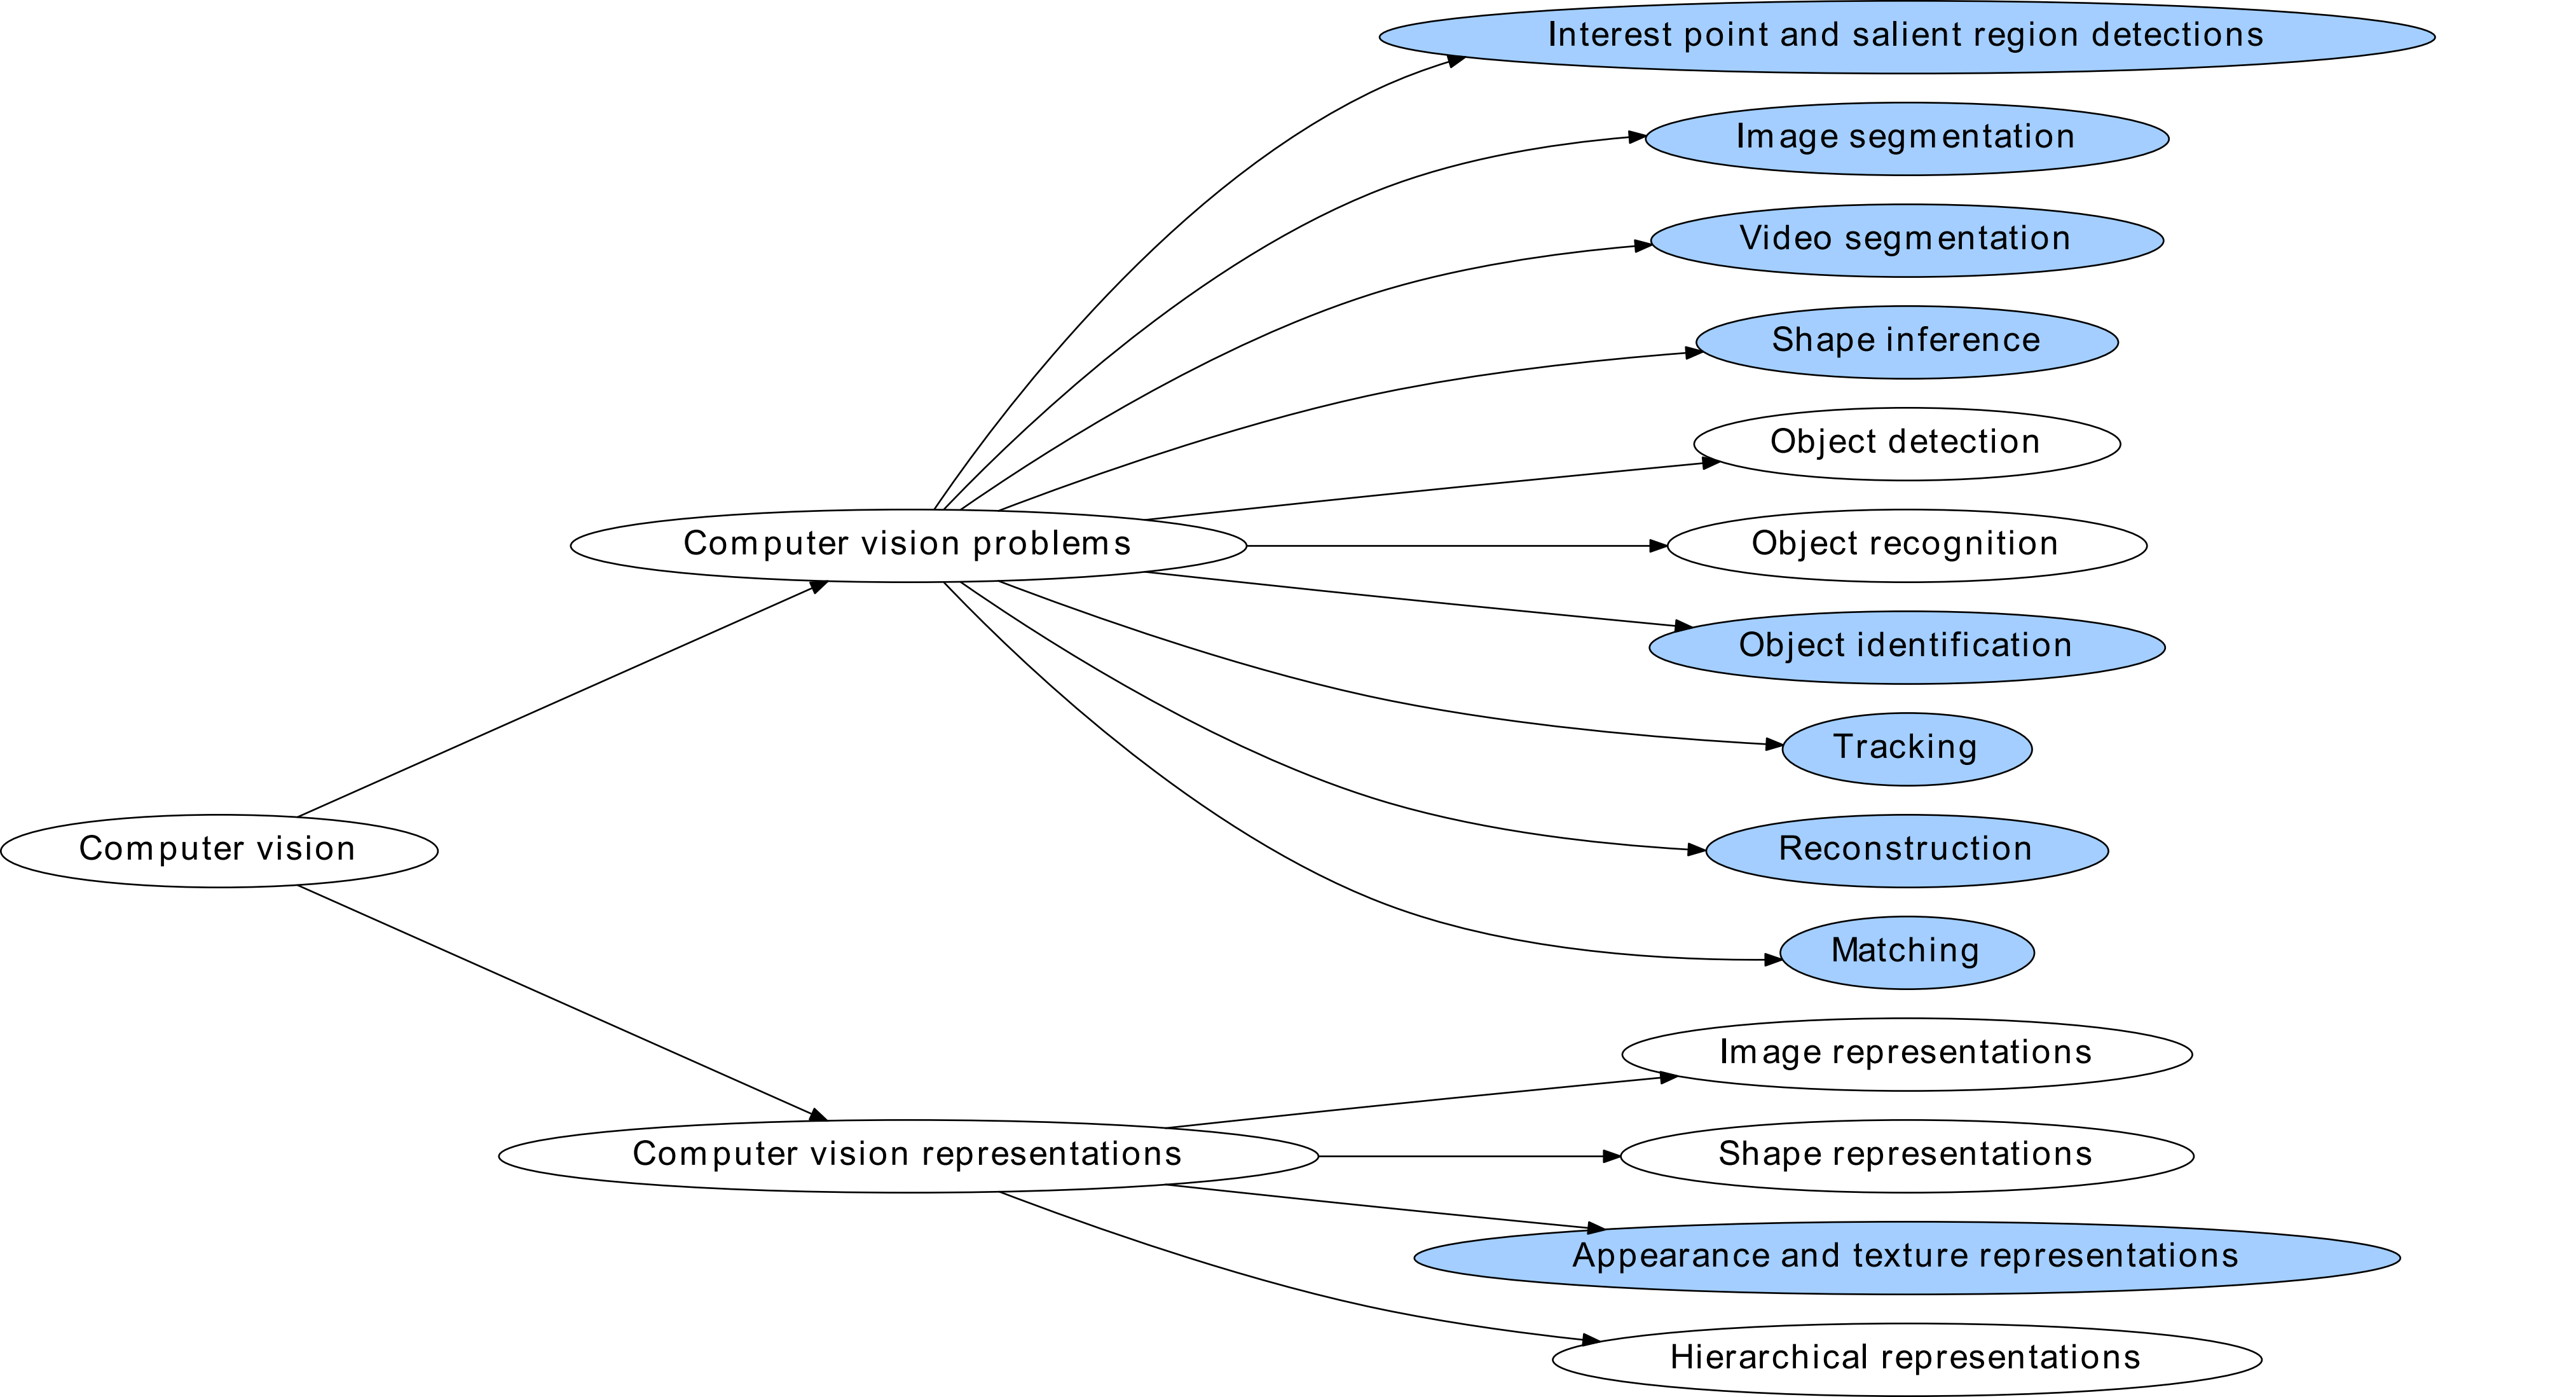 Interest point and salient region detections
Image segmentation
Video segmentation
Shape inference
Object detection
Computer vision problems
Object recognition
Object identification
Tracking
Computer vision
Reconstruction
Matching
Image representations
Computer vision representations
Shape representations
Appearance and texture representations
Hierarchical representations